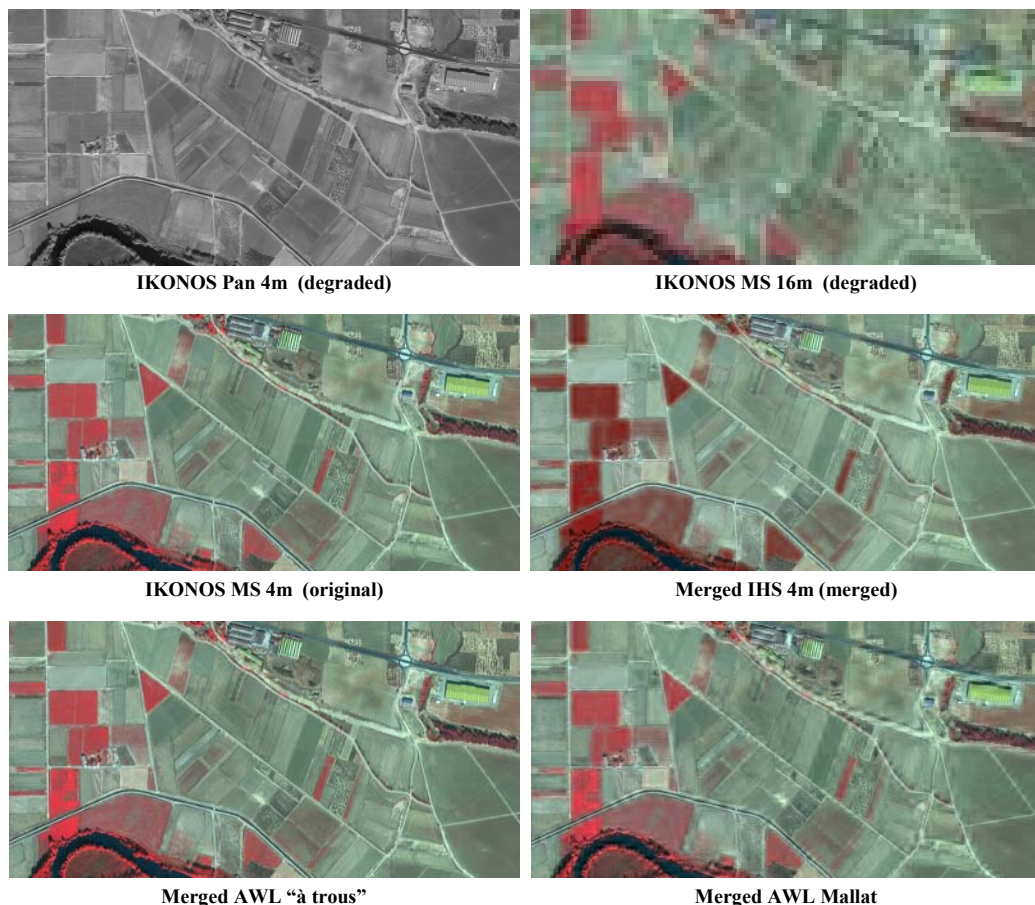 IKONOS Pan 4m  (degraded)
IKONOS MS 16m  (degraded)
IKONOS MS 4m  (original)
Merged IHS 4m (merged)
Merged AWL “à trous”
Merged AWL Mallat